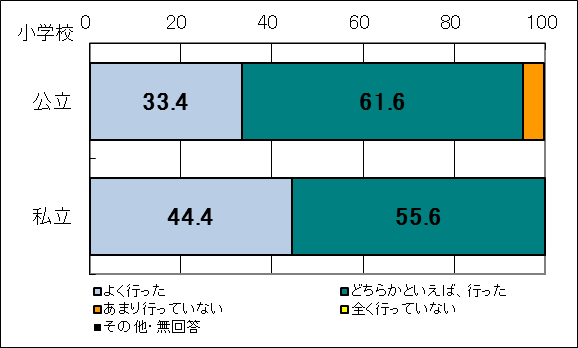 小学校
0 20 40 60 80 100
公立 33.4 61.6
私立 44.4 55.6
よく行った どちらかといえば、行った
あまり行っていない 全く行っていない
その他・無回答